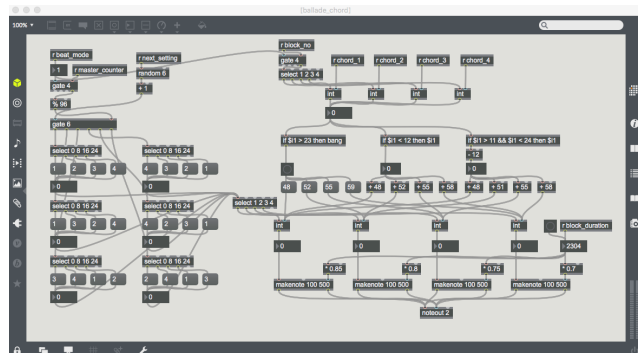 [ballade_chord]
100%
r beat_mode
r next_setting
r block_no
1
r master_counter
random 6
gate 4
r chord_1
r chord_2
r chord_3
r chord_4
gate 4
+ 1
select 1 2 3 4
% 96
int
int
int
int
0
gate 6
if $i1 > 23 then bang
if $i1 < 12 then $i1
if $i1 > 11 && $i1 < 24 then $i1
select 0 8 16 24
select 0 8 16 24
- 12
1 2 3 4
4 3 2 1
0
0
0
0
48 52 55 59
+ 48 + 52 + 55 + 58
+ 48 + 51 + 55 + 58
select 0 8 16 24
select 0 8 16 24
select 1 2 3 4
1 3 2 4
4 2 3 1
int
int
int
int
r block_duration
0
0
0
0
0
0
2304
select 0 8 16 24
select 0 8 16 24
* 0.85
* 0.8
* 0.75
* 0.7
3 4 1 2
2 4 1 3
makenote 100 500
makenote 100 500
makenote 100 500
makenote 100 500
0
0
noteout 2